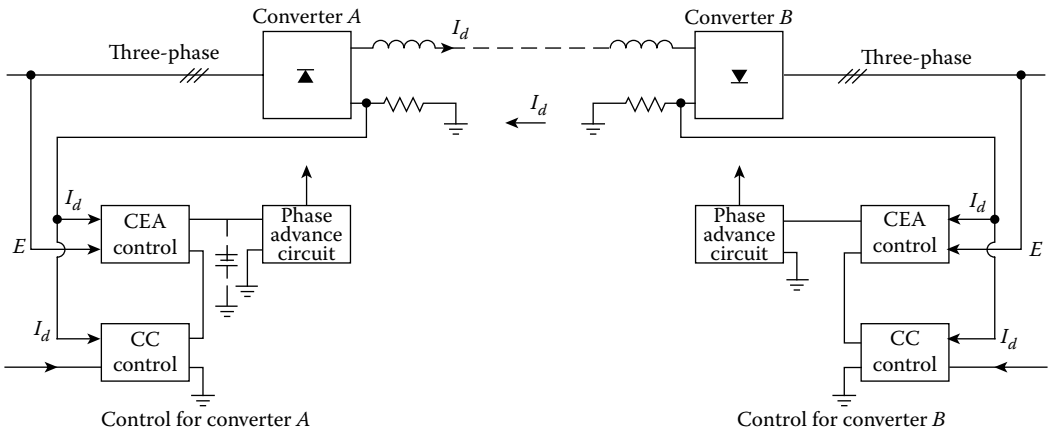 Converter A
Converter B
I_d
Three-phase
Three-phase
I_d
I_d
CEA
control
Phase
advance
circuit
E
I_d
CC
control
Control for converter A
Phase
advance
circuit
CEA
control
I_d
E
CC
control
I_d
Control for converter B